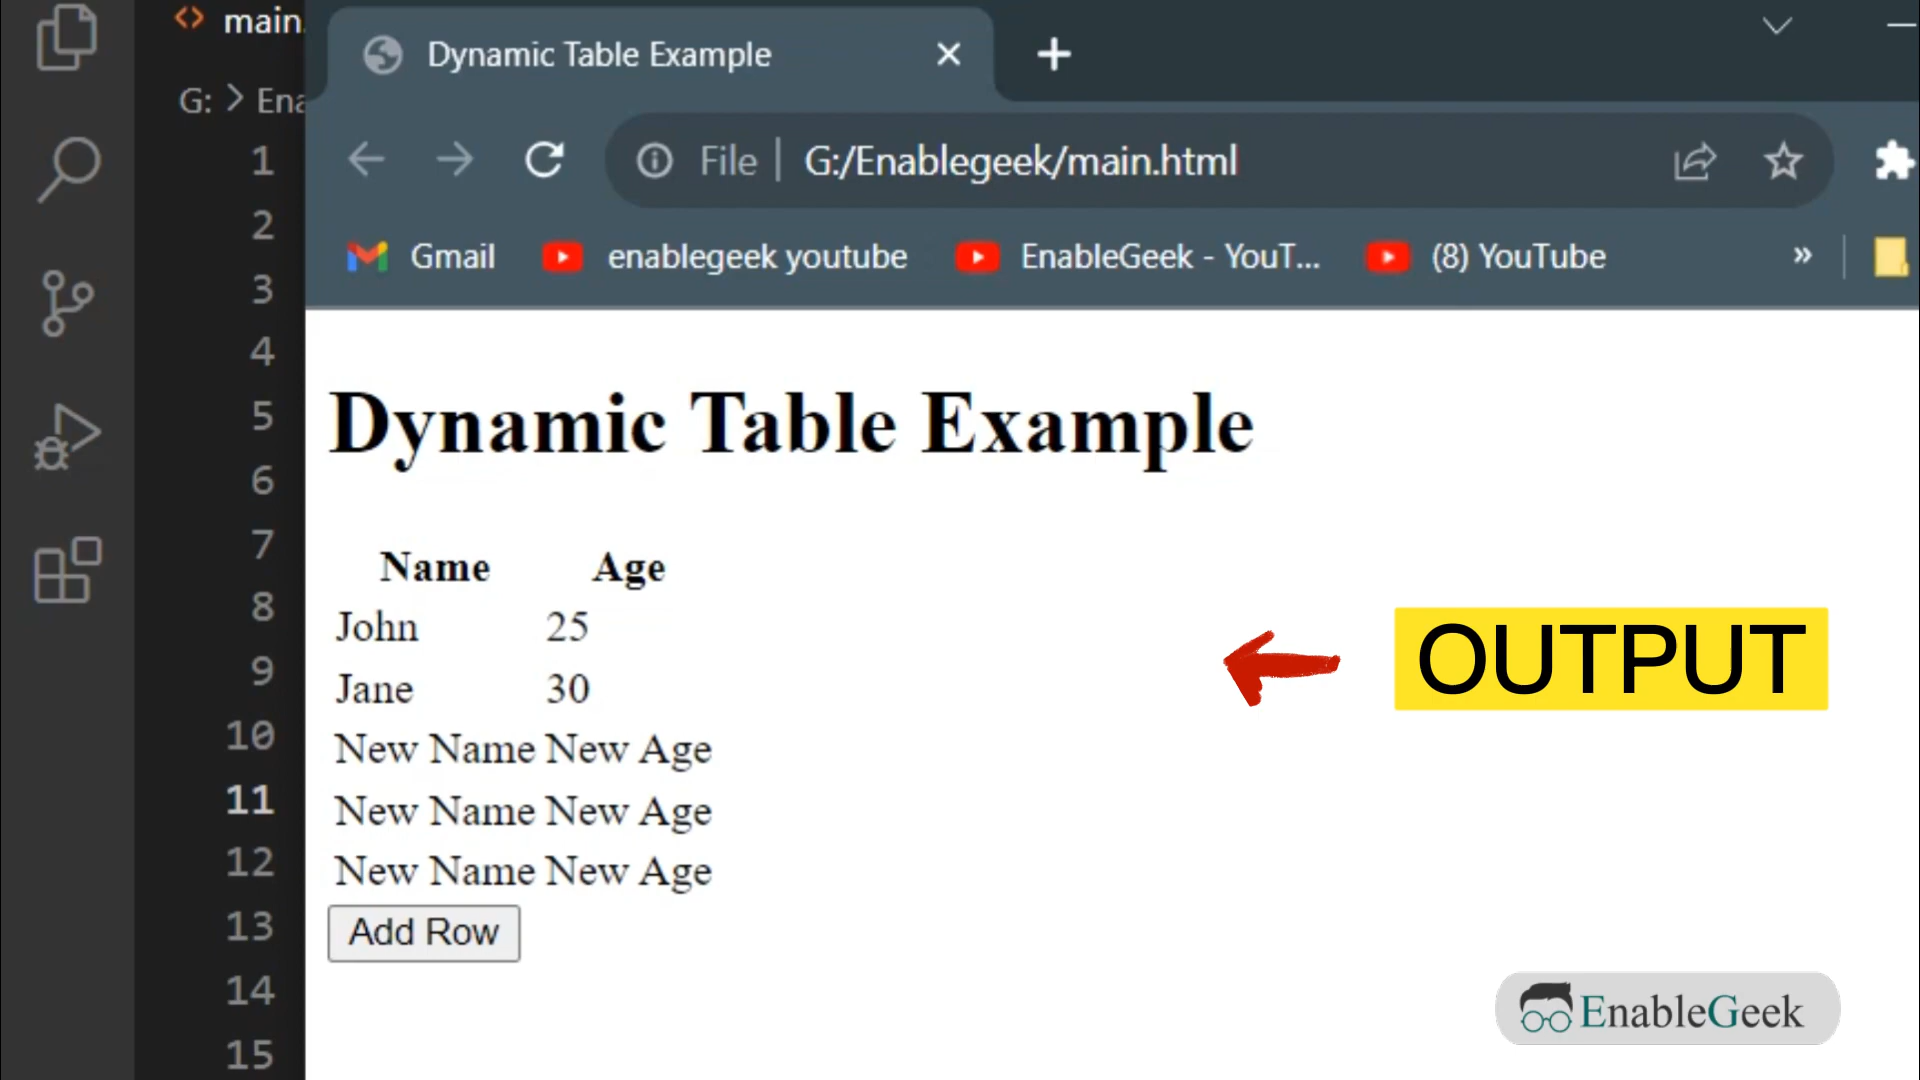 main.
Dynamic Table Example
G: > Ena
File | G:/Enablegeek/main.html
Gmail enablegeek youtube EnableGeek - YouT... (8) YouTube »
1
2
3
4
5
6
7
8
9
10
11
12
13
14
15
Dynamic Table Example
Name Age
John 25
Jane 30
New Name New Age
New Name New Age
New Name New Age
Add Row
OUTPUT
EnableGeek